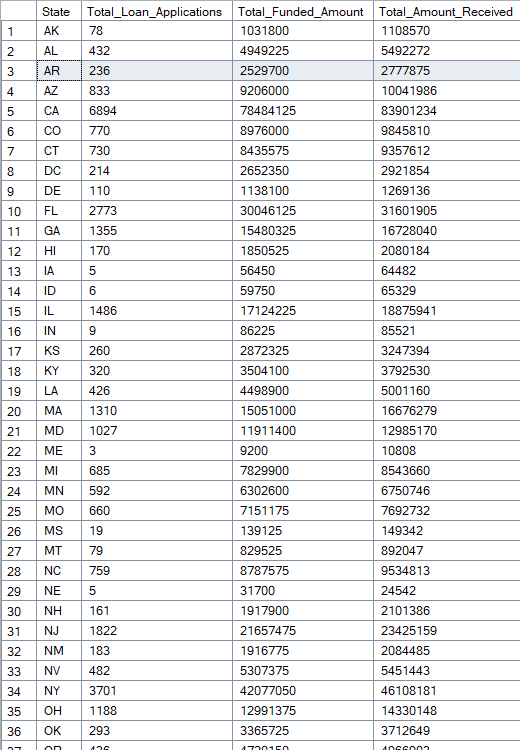 State Total_Loan_Applications Total_Funded_Amount Total_Amount_Received
1 AK 78 1031800 1108570
2 AL 432 4949225 5492272
3 AR 236 2529700 2777875
4 AZ 833 9206000 10041986
5 CA 6894 78484125 83901234
6 CO 770 8976000 9845810
7 CT 730 8435575 9357612
8 DC 214 2652350 2921854
9 DE 110 1138100 1269136
10 FL 2773 30046125 31601905
11 GA 1355 15480325 16728040
12 HI 170 1850525 2080184
13 IA 5 56450 64482
14 ID 6 59750 65329
15 IL 1486 17124225 18875941
16 IN 9 86225 85521
17 KS 260 2872325 3247394
18 KY 320 3504100 3792530
19 LA 426 4498900 5001160
20 MA 1310 15051000 16676279
21 MD 1027 11911400 12985170
22 ME 3 9200 10808
23 MI 685 7829900 8543660
24 MN 592 6302600 6750746
25 MO 660 7151175 7692732
26 MS 19 139125 149342
27 MT 79 829525 892047
28 NC 759 8787575 9534813
29 NE 5 31700 24542
30 NH 161 1917900 2101386
31 NJ 1822 21657475 23425159
32 NM 183 1916775 2084485
33 NV 482 5307375 5451443
34 NY 3701 42077050 46108181
35 OH 1188 12991375 14330148
36 OK 293 3365725 3712649